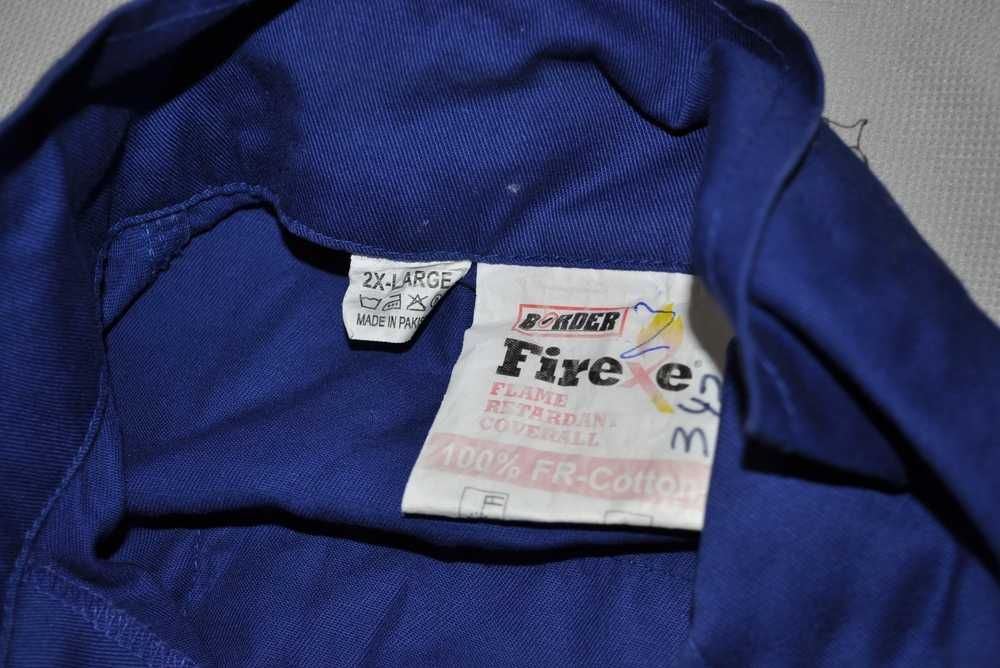 2X-LARGE
MADE IN PAKI
BORDER
FireXe®
FLAME
RETARDANT
COVERALL
100% FR-Cotton